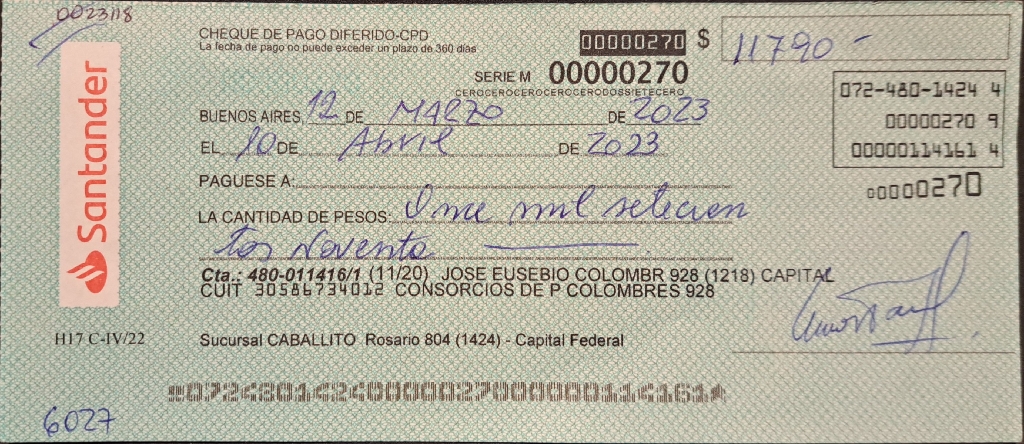 0023118
CHEQUE DE PAGO DIFERIDO-CPD
La fecha de pago no puede exceder un plazo de 360 días
00000270 $ 11790 -
SERIE M 00000270
CEROCEROCEROCEROCERODOSSIETECERO
072-480-1424 4
00000270 9
00000114161 4
00000270
BUENOS AIRES, 12 DE MARZO DE 2023
EL 10 DE Abril DE 2023
PAGUESE A:
LA CANTIDAD DE PESOS: Once mil setecien
tos Noventa
Santander
Cta.: 480-011416/1 (11/20) JOSE EUSEBIO COLOMBR 928 (1218) CAPITAL
CUIT 30586734012 CONSORCIOS DE P COLOMBRES 928
H17 C-IV/22
Sucursal CABALLITO Rosario 804 (1424) - Capital Federal
072480142400000270000001141614
6027